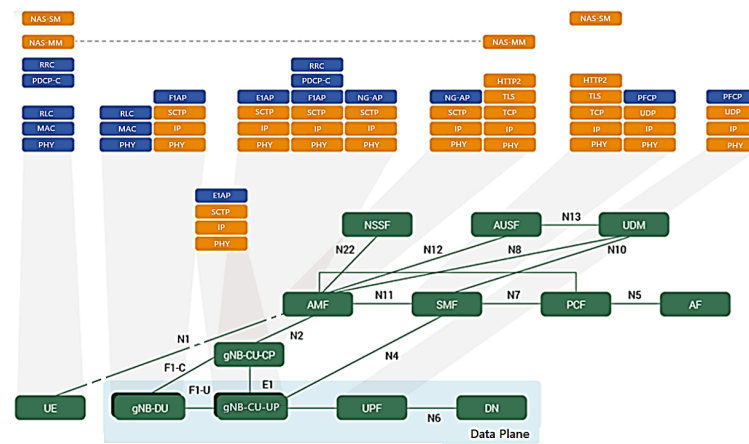 NAS-SM NAS-SM
NAS-MM NAS-MM
RRC RRC
PDCP-C PDCP-C HTTP2 HTTP2
RLC RLC F1AP E1AP F1AP NG-AP NG-AP TLS TLS PFCP PFCP
MAC MAC SCTP SCTP SCTP SCTP SCTP TCP TCP UDP UDP
PHY PHY IP IP IP IP IP IP IP IP IP
PHY PHY PHY PHY PHY PHY PHY PHY PHY
E1AP
SCTP
IP
PHY
NSSF AUSF N13 UDM
N22 N12 N8 N10
AMF N11 SMF N7 PCF N5 AF
N1 N2
gNB-CU-CP N4
F1-C
F1-U E1
UE gNB-DU gNB-CU-UP UPF N6 DN
Data Plane